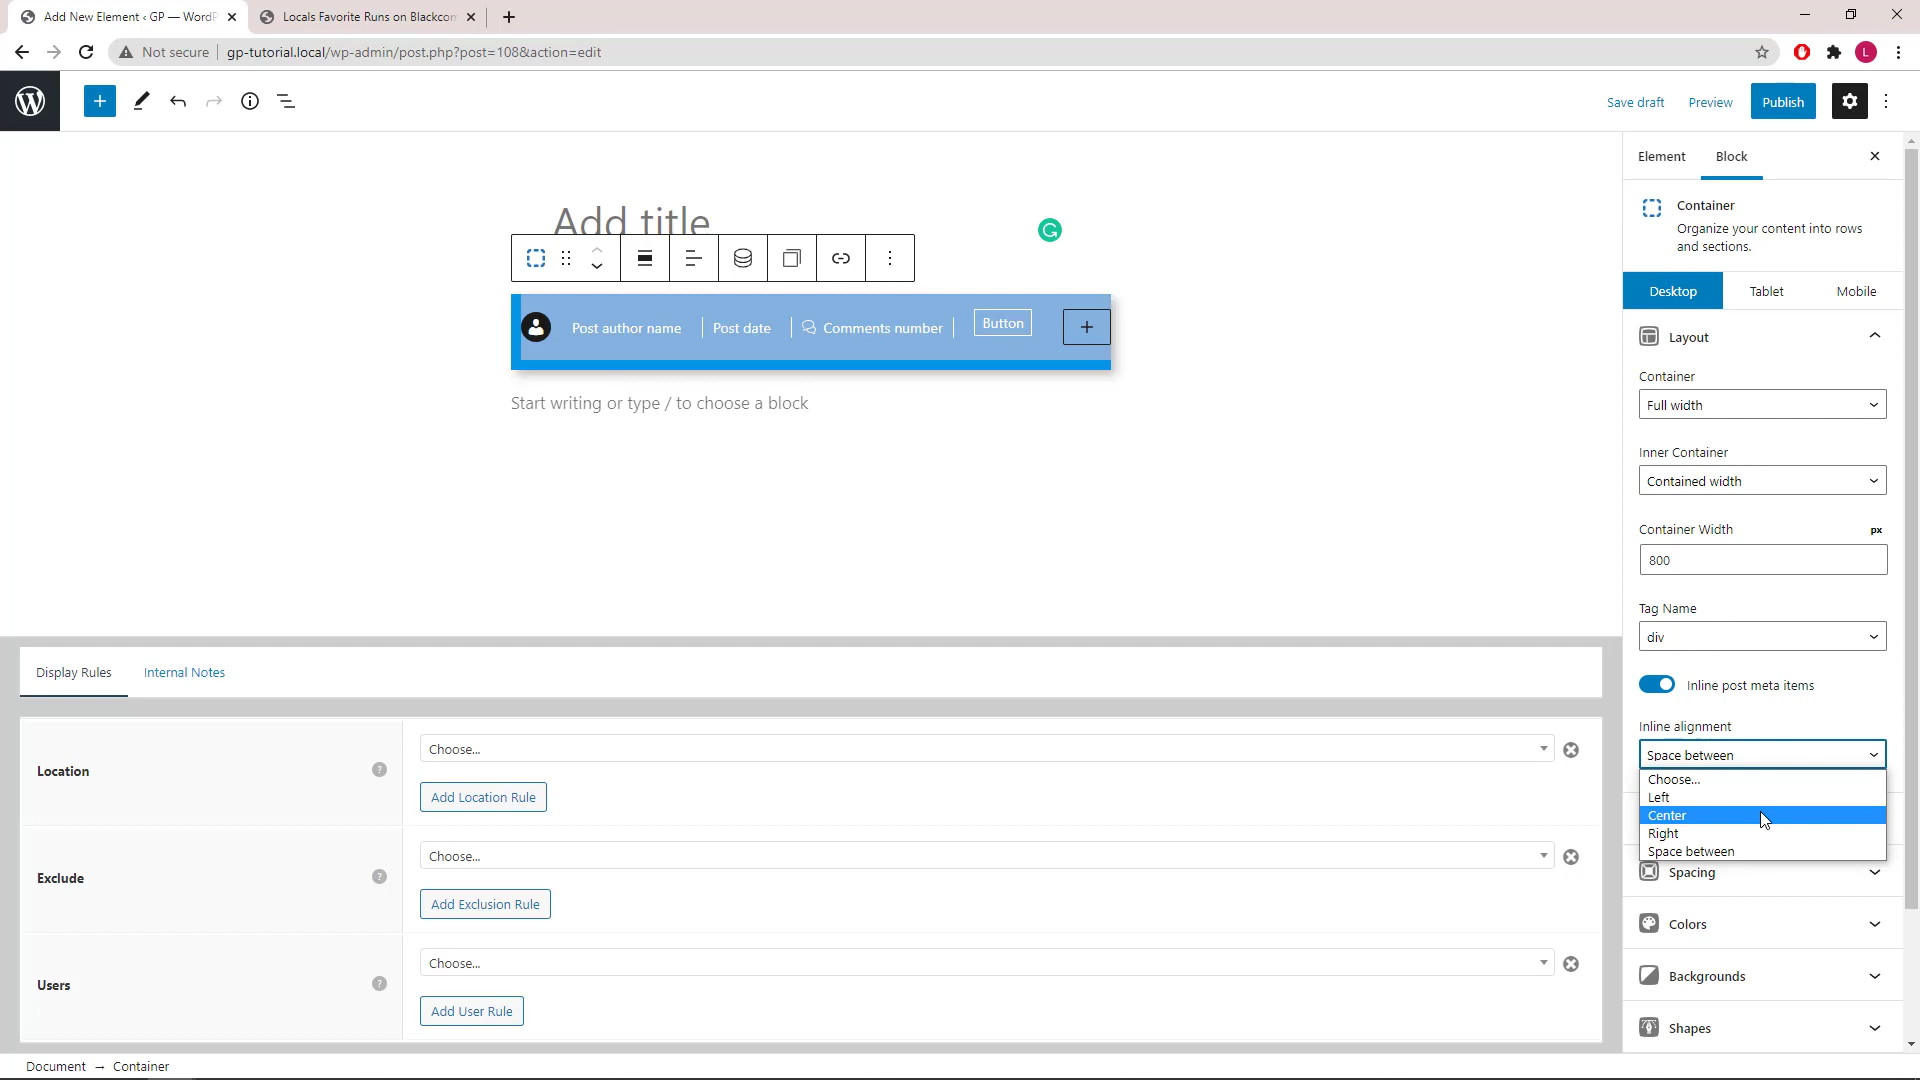 Add New Element ‹ GP — WordP
Locals Favorite Runs on Blackcom
Not secure
gp-tutorial.local/wp-admin/post.php?post=108&action=edit
L
Save draft
Preview
Publish
Element
Block
Add title
Container
Organize your content into rows
and sections.
Desktop
Tablet
Mobile
Post author name
Post date
Comments number
Button
Start writing or type / to choose a block
Layout
Container
Full width
Inner Container
Contained width
Container Width
px
800
Tag Name
div
Inline post meta items
Inline alignment
Space between
Choose...
Left
Center
Right
Space between
Spacing
Colors
Backgrounds
Shapes
Display Rules
Internal Notes
Location
?
Choose...
Add Location Rule
Exclude
?
Choose...
Add Exclusion Rule
Users
?
Choose...
Add User Rule
Document → Container